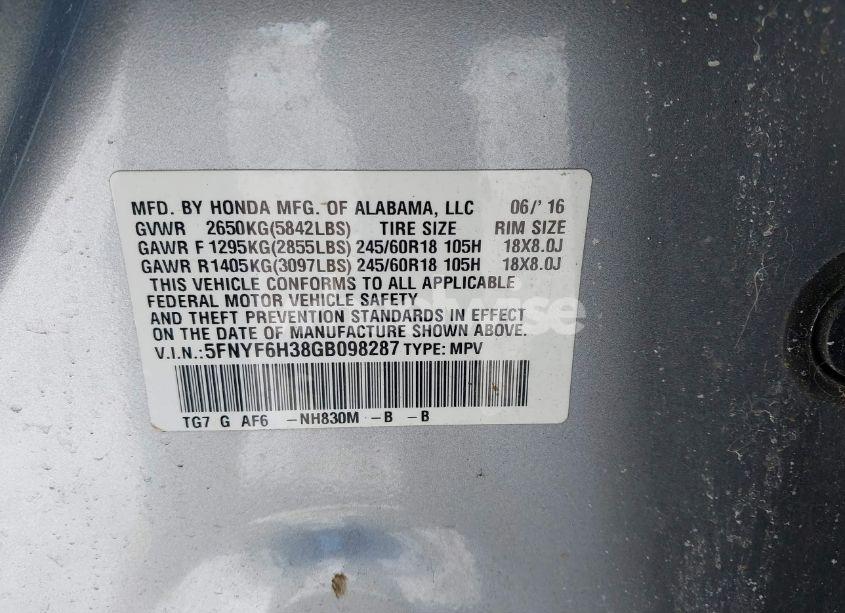 MFD. BY HONDA MFG. OF ALABAMA, LLC 06/'16
GVWR 2650KG(5842LBS) TIRE SIZE RIM SIZE
GAWR F 1295KG(2855LBS) 245/60R18 105H 18X8.0J
GAWR R1405KG(3097LBS) 245/60R18 105H 18X8.0J
THIS VEHICLE CONFORMS TO ALL APPLICABLE
FEDERAL MOTOR VEHICLE SAFETY
AND THEFT PREVENTION STANDARDS IN EFFECT
ON THE DATE OF MANUFACTURE SHOWN ABOVE.
V.I.N.:5FNYF6H38GB098287 TYPE: MPV
TG7 G AF6 -NH830M -B -B